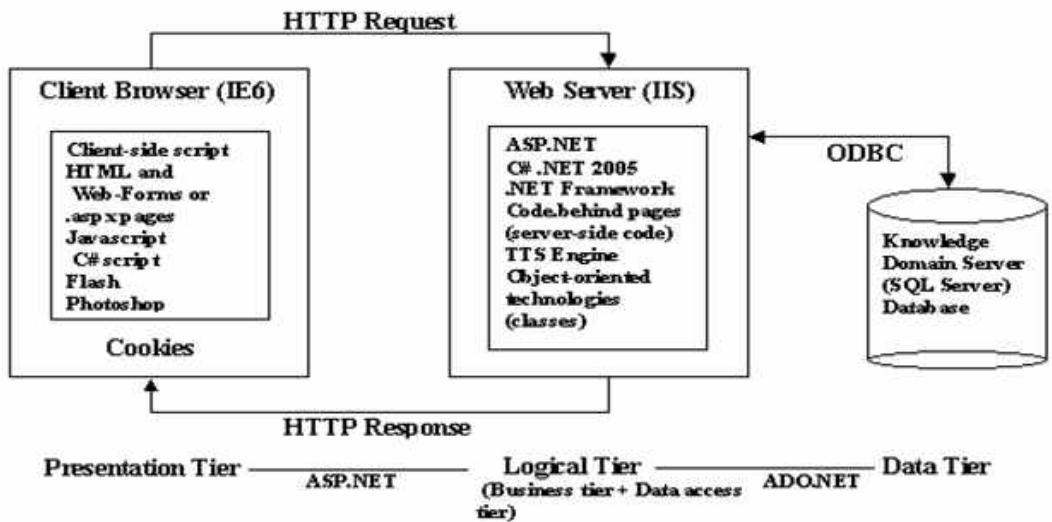 HTTP Request
Client Browser (IE6)
Client-side script
HTML and
Web-Forms or
.aspx pages
Javascript
C# script
Flash
Photoshop
Cookies
Web Server (IIS)
ASP.NET
C# .NET 2005
.NET Framework
Code.behind pages
(server-side code)
TTS Engine
Object-oriented
technologies
(classes)
ODBC
Knowledge
Domain Server
(SQL Server)
Database
HTTP Response
Presentation Tier
ASP.NET
Logical Tier
(Business tier + Data access
tier)
ADO.NET
Data Tier